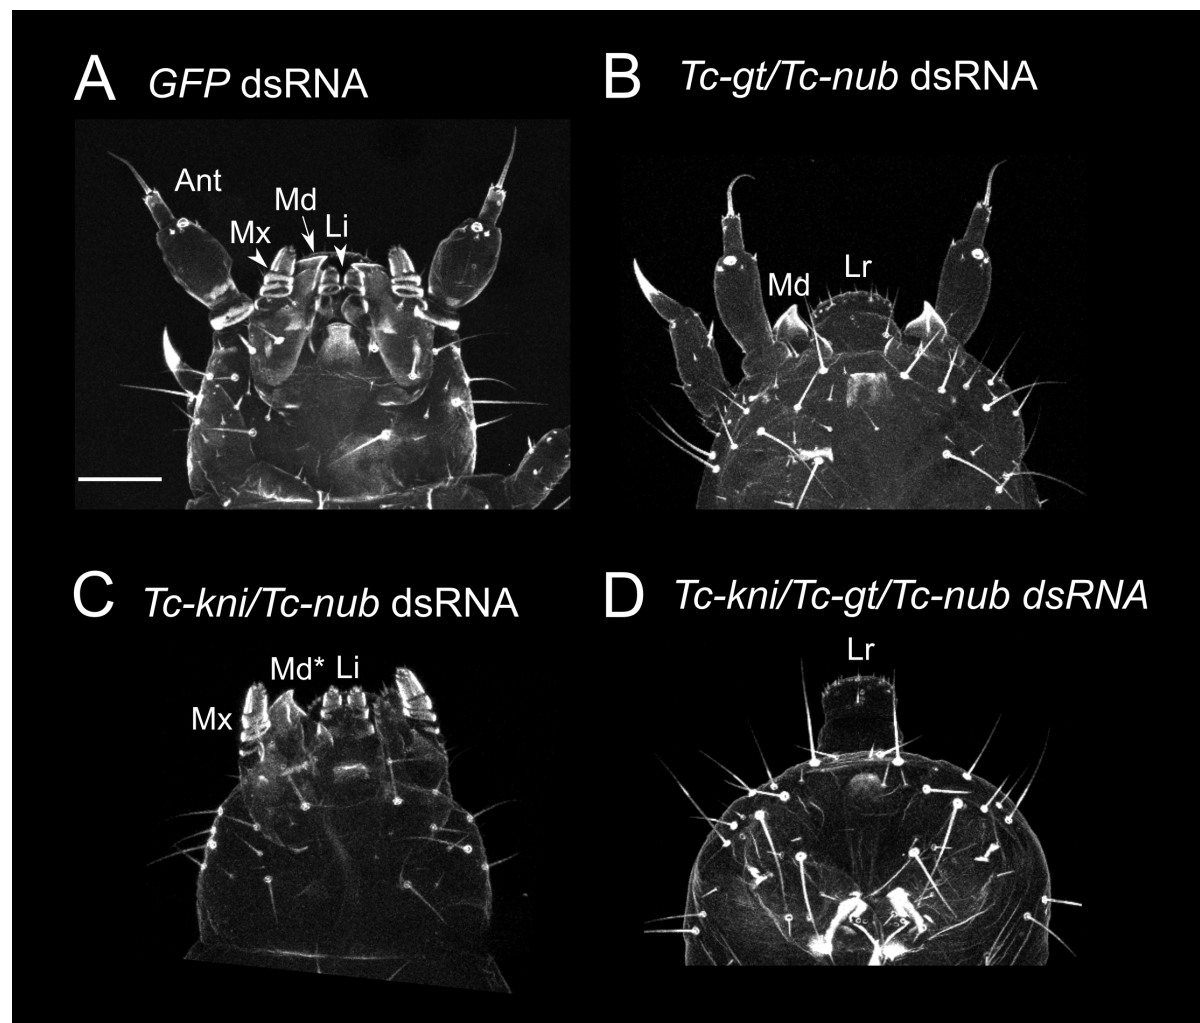 A GFP dsRNA
B Tc-gt/Tc-nub dsRNA
Ant
Md
Li
Mx
Lr
Md
C Tc-kni/Tc-nub dsRNA
D Tc-kni/Tc-gt/Tc-nub dsRNA
Md* Li
Mx
Lr